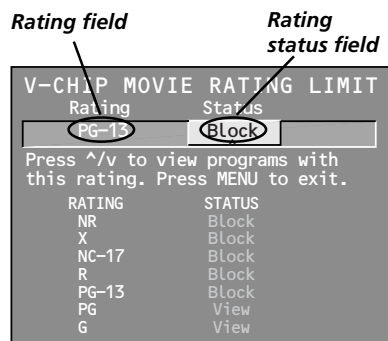 Rating field
Rating
status field
V-CHIP MOVIE RATING LIMIT
Rating Status
PG-13 Block
Press ^/v to view programs with
this rating. Press MENU to exit.
RATING STATUS
NR Block
X Block
NC-17 Block
R Block
PG-13 Block
PG View
G View